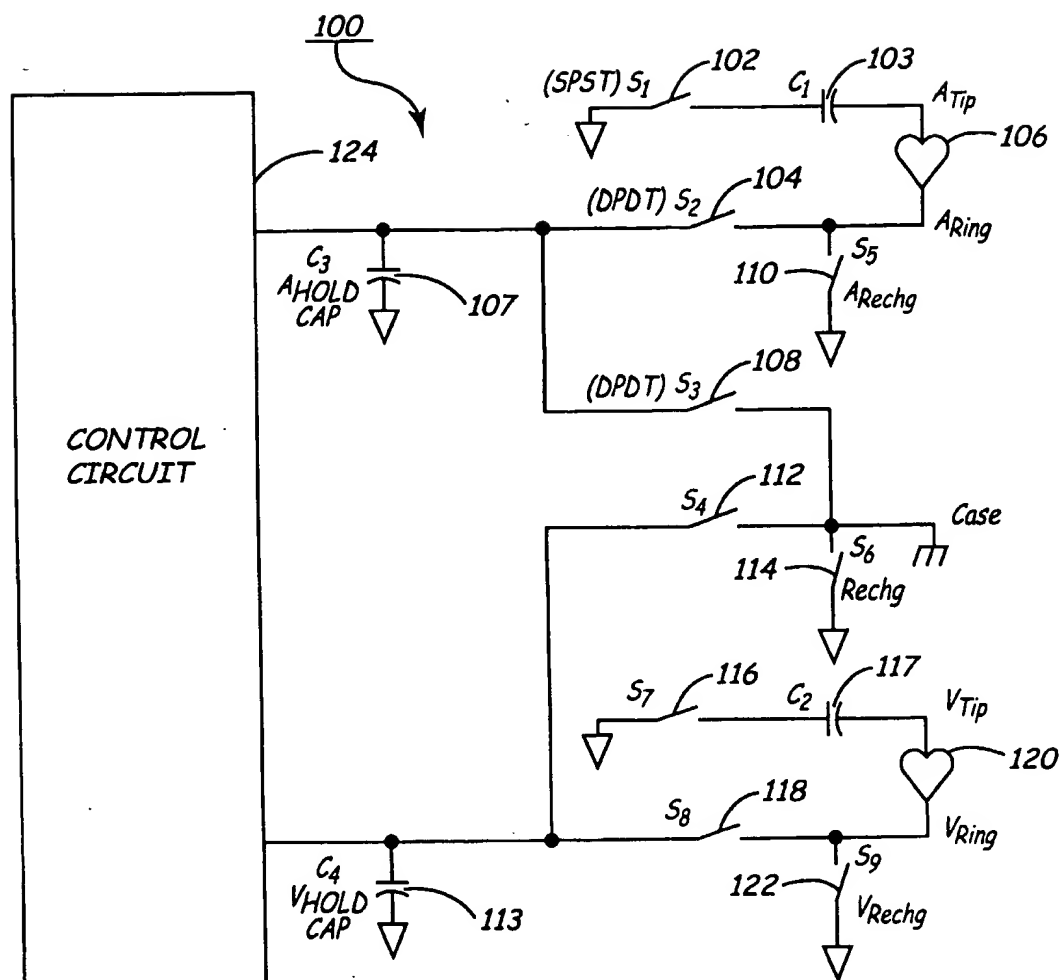 100
102
103
(SPST) S1
C1
ATip
106
124
104
(DPDT) S2
ARing
C3
AHOLD
CAP
107
110
S5
ARechg
108
(DPDT) S3
CONTROL
CIRCUIT
112
S4
Case
114
S6
Rechg
116
117
S7
C2
VTip
120
118
S8
VRing
C4
VHOLD
CAP
113
122
S9
VRechg